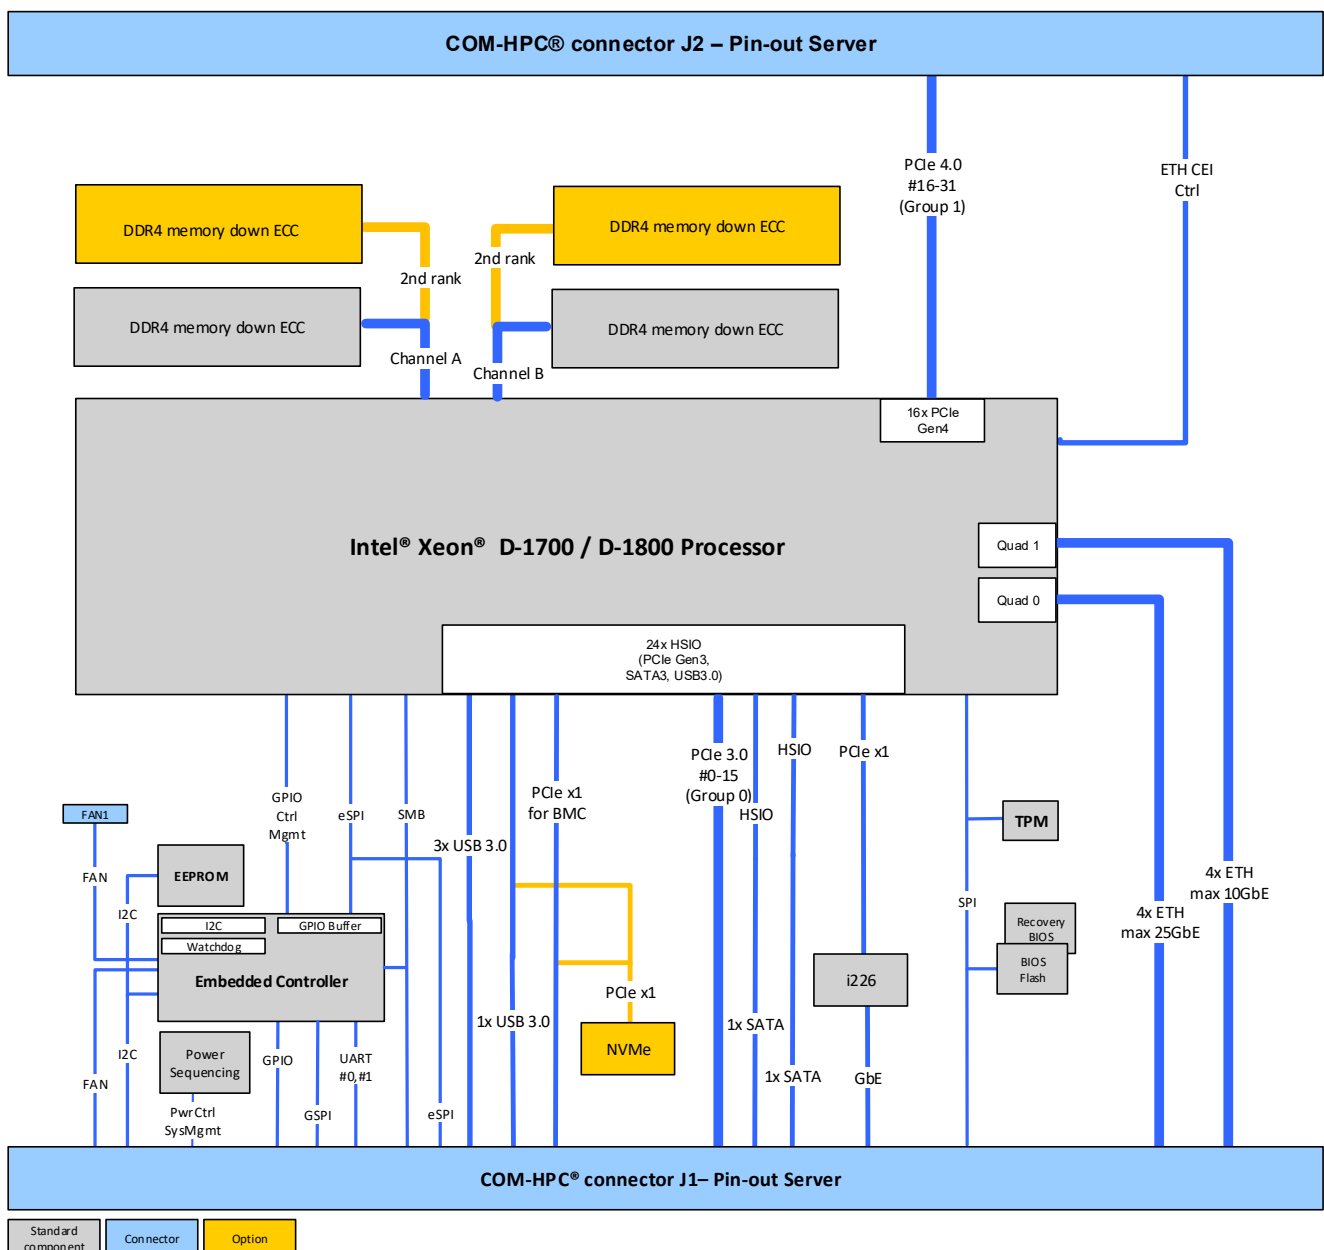 COM-HPC® connector J2 – Pin-out Server
PCIe 4.0
#16-31
(Group 1)
ETH CEI
Ctrl
DDR4 memory down ECC
DDR4 memory down ECC
2nd rank
2nd rank
DDR4 memory down ECC
DDR4 memory down ECC
Channel A
Channel B
16x PCIe
Gen4
Intel® Xeon® D-1700 / D-1800 Processor
Quad 1
Quad 0
24x HSIO
(PCIe Gen3,
SATA3, USB3.0)
PCIe 3.0
#0-15
(Group 0)
HSIO
HSIO
PCIe x1
GPIO
Ctrl
Mgmt
eSPI
SMB
PCIe x1
for BMC
3x USB 3.0
FAN1
TPM
FAN
EEPROM
I2C
SPI
4x ETH
max 10GbE
4x ETH
max 25GbE
Recovery
BIOS
BIOS
Flash
I2C
GPIO Buffer
Watchdog
Embedded Controller
i226
PCIe x1
1x USB 3.0
1x SATA
NVMe
Power
Sequencing
I2C
GPIO
UART
#0,#1
FAN
1x SATA
GbE
PwrCtrl
SysMgmt
GSPI
eSPI
COM-HPC® connector J1– Pin-out Server
Standard
component
Connector
Option